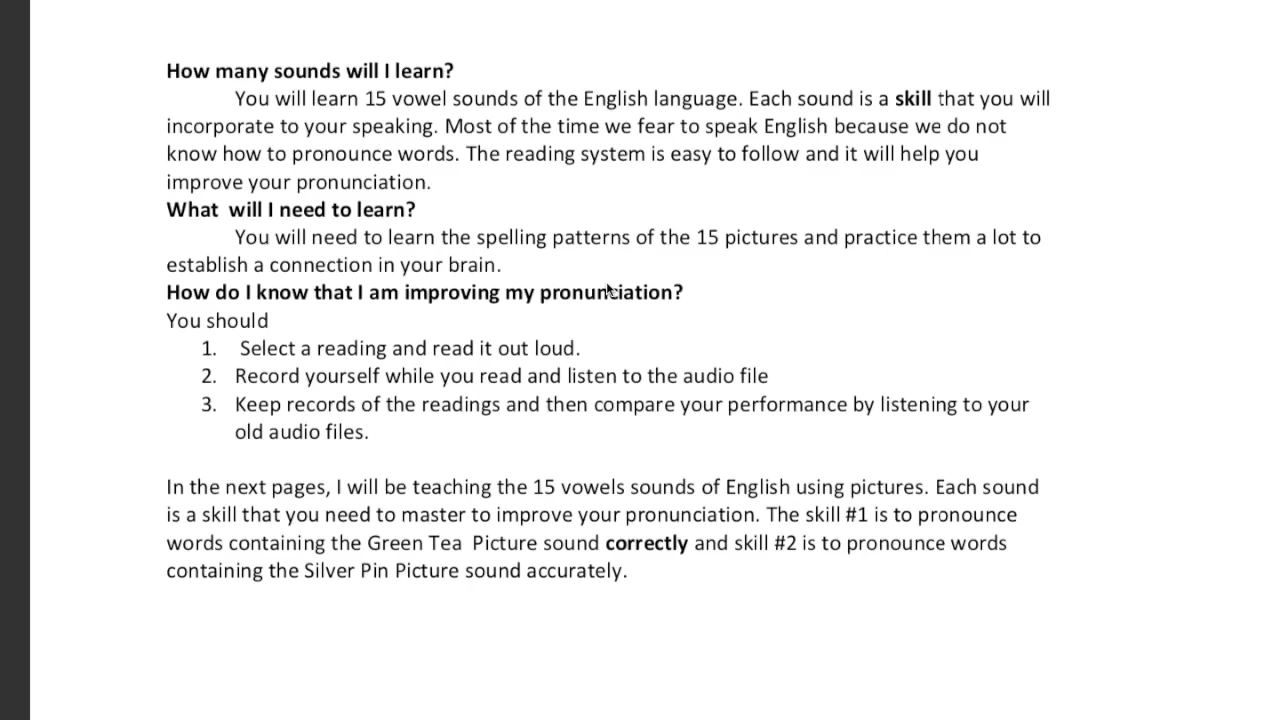 How many sounds will I learn?
You will learn 15 vowel sounds of the English language. Each sound is a skill that you will
incorporate to your speaking. Most of the time we fear to speak English because we do not
know how to pronounce words. The reading system is easy to follow and it will help you
improve your pronunciation.
What  will I need to learn?
You will need to learn the spelling patterns of the 15 pictures and practice them a lot to
establish a connection in your brain.
How do I know that I am improving my pronunciation?
You should
1. Select a reading and read it out loud.
2. Record yourself while you read and listen to the audio file
3. Keep records of the readings and then compare your performance by listening to your
old audio files.
In the next pages, I will be teaching the 15 vowels sounds of English using pictures. Each sound
is a skill that you need to master to improve your pronunciation. The skill #1 is to pronounce
words containing the Green Tea  Picture sound correctly and skill #2 is to pronounce words
containing the Silver Pin Picture sound accurately.